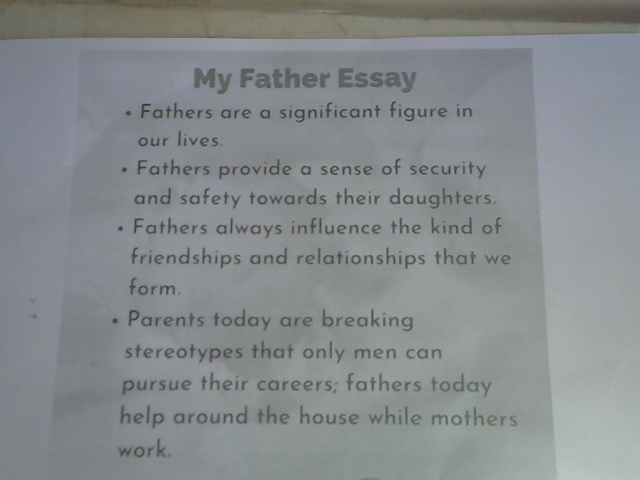 My Father Essay
• Fathers are a significant figure in
our lives.
• Fathers provide a sense of security
and safety towards their daughters.
• Fathers always influence the kind of
friendships and relationships that we
form.
• Parents today are breaking
stereotypes that only men can
pursue their careers; fathers today
help around the house while mothers
work.